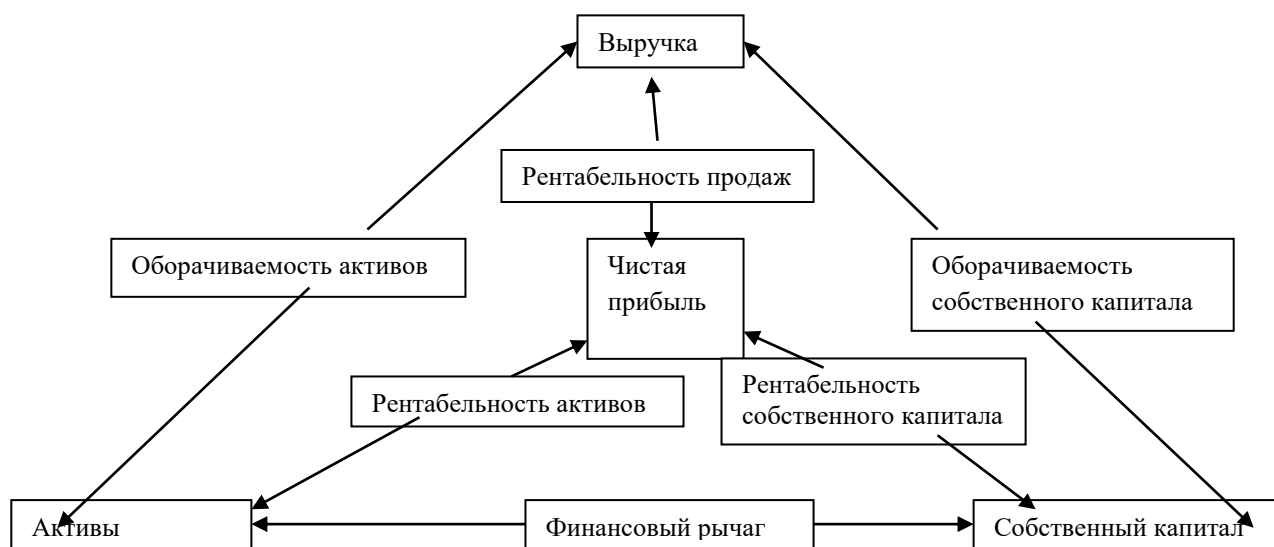 Выручка
Рентабельность продаж
Оборачиваемость активов
Чистая
прибыль
Оборачиваемость
собственного капитала
Рентабельность активов
Рентабельность
собственного капитала
Активы
Финансовый рычаг
Собственный капитал